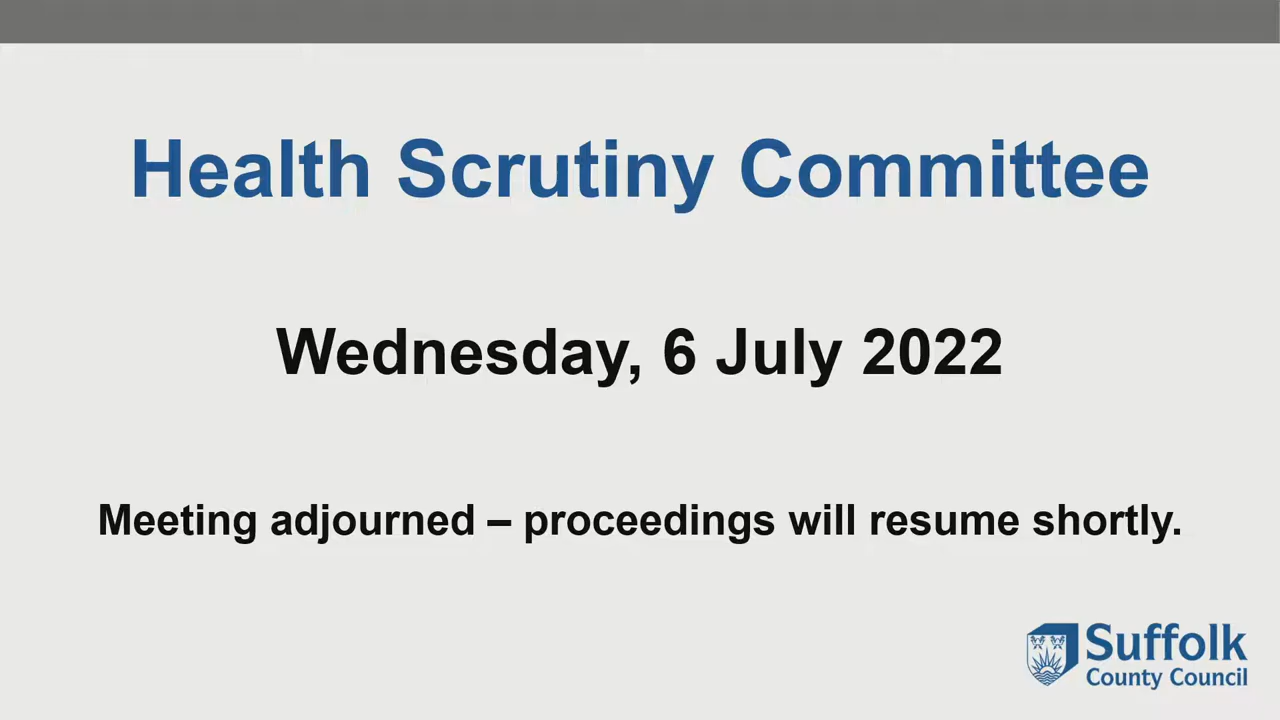 Health Scrutiny Committee
Wednesday, 6 July 2022
Meeting adjourned – proceedings will resume shortly.
Suffolk
County Council